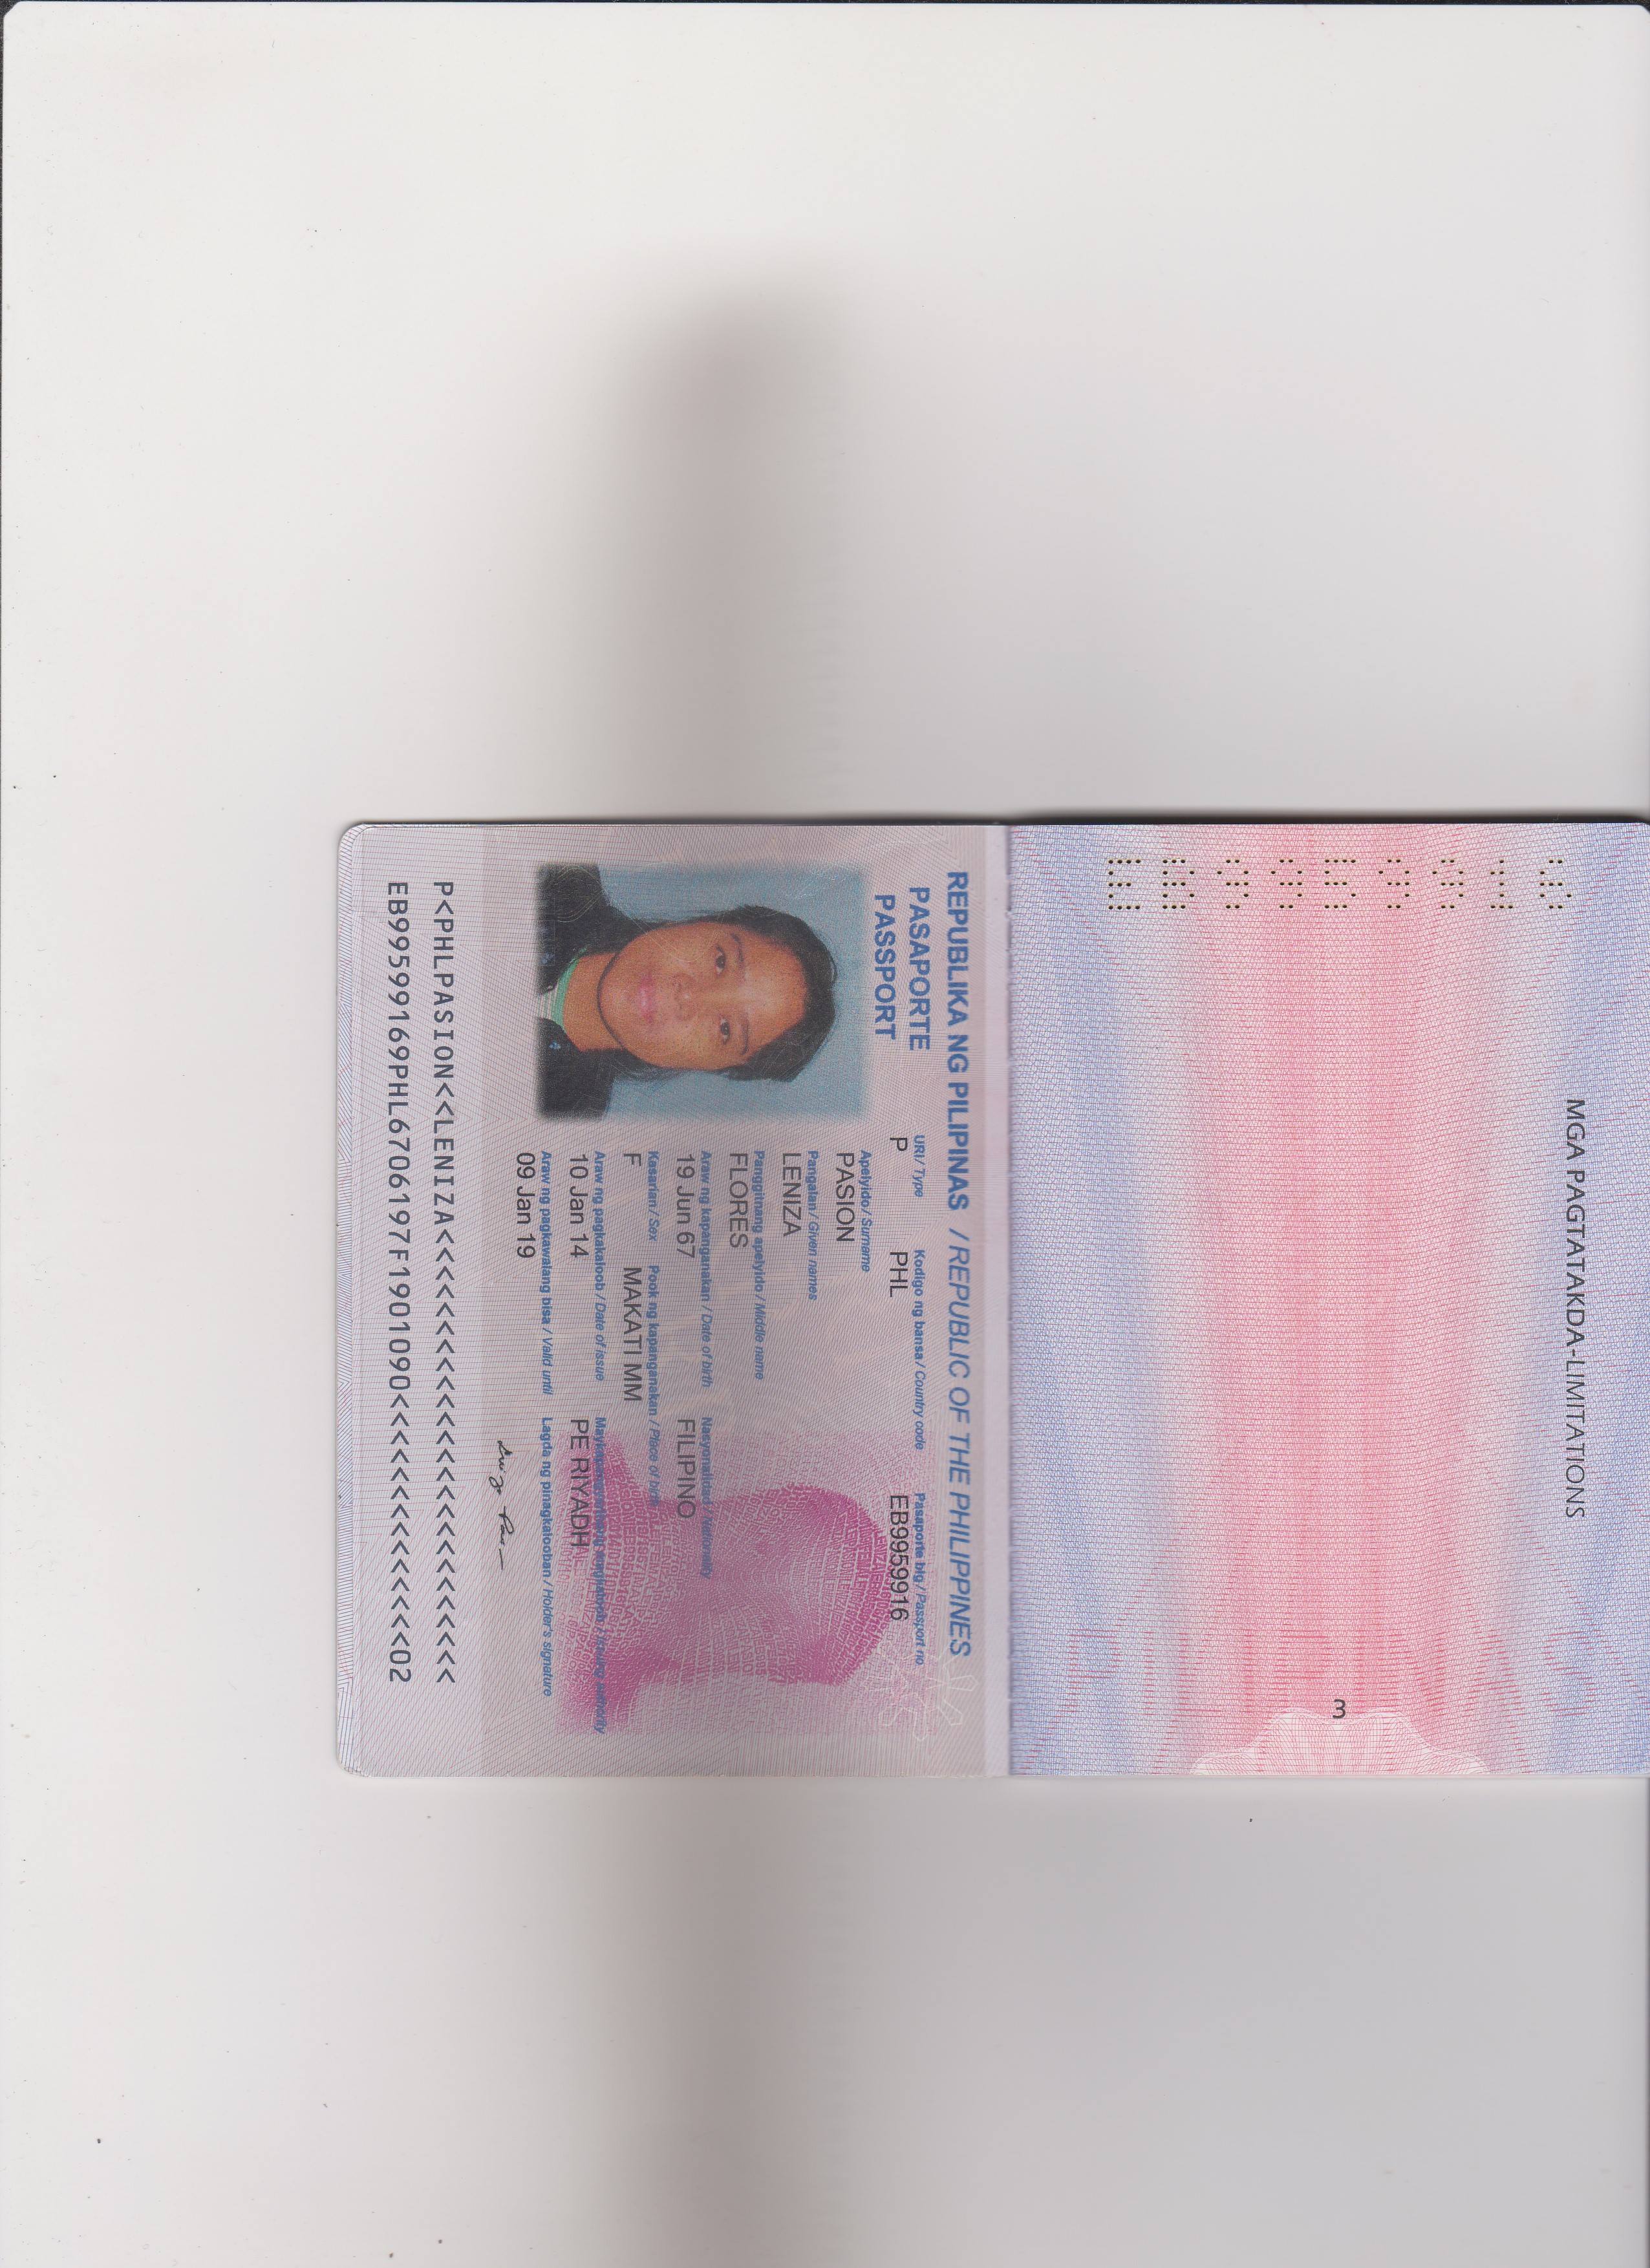 MGA PAGTATAKDA-LIMITATIONS
EB9959916
3
REPUBLIKA NG PILIPINAS / REPUBLIC OF THE PHILIPPINES
PASAPORTE
PASSPORT
URI/ Type Kodigo ng bansa / Country code Pasaporte blg / Passport no
P PHL EB9959916
Apelyido / Surname
PASION
Pangalan / Given names
LENIZA
Panggitnang apelyido / Middle name
FLORES
Araw ng kapanganakan / Date of birth Nasyonalidad / Nationality
19 Jun 67 FILIPINO
Kasarian / Sex Pook ng kapanganakan / Place of birth
F MAKATI MM
Araw ng pagkakaloob / Date of issue Maykapangyarihang magkaloob / Issuing authority
10 Jan 14 PE RIYADH
Araw ng pagkawalang bisa / Valid until Lagda ng pinagkalooban / Holder's signature
09 Jan 19
P<PHLPASION<<LENIZA<<<<<<<<<<<<<<<<<<<<<<<<<
EB99599169PHL6706197F1901090<<<<<<<<<<<<<<02